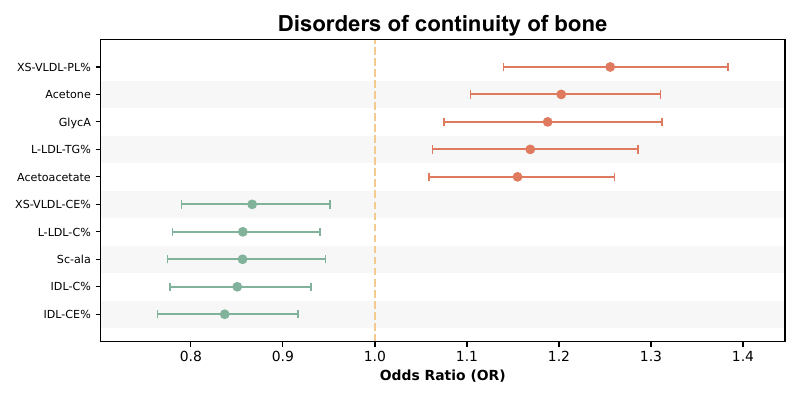 Disorders of continuity of bone
XS-VLDL-PL%
Acetone
GlycA
L-LDL-TG%
Acetoacetate
XS-VLDL-CE%
L-LDL-C%
Sc-ala
IDL-C%
IDL-CE%
0.8 0.9 1.0 1.1 1.2 1.3 1.4
Odds Ratio (OR)